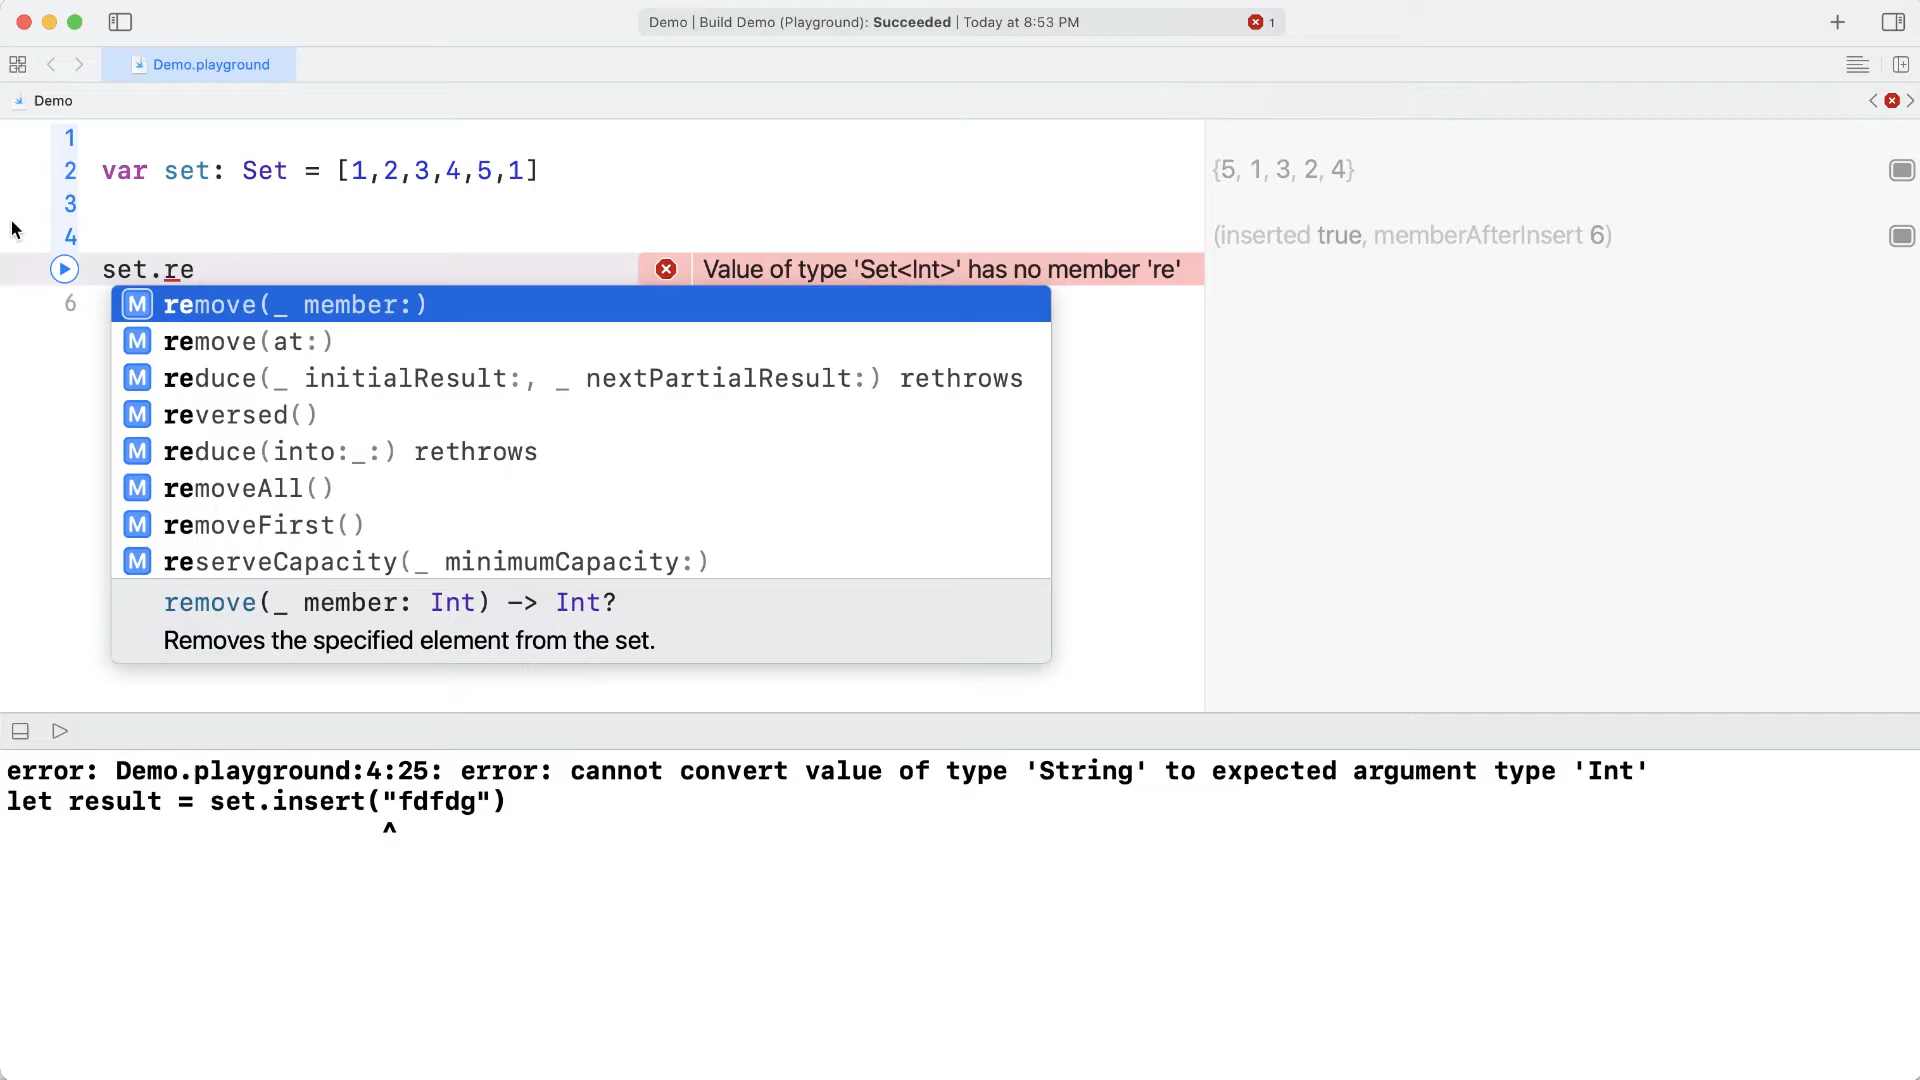 Demo | Build Demo (Playground): Succeeded | Today at 8:53 PM
1
Demo.playground
Demo
1
2 var set: Set = [1,2,3,4,5,1]
{5, 1, 3, 2, 4}
3
4
(inserted true, memberAfterInsert 6)
set.re
Value of type 'Set<Int>' has no member 're'
6
M remove(_ member:)
M remove(at:)
M reduce(_ initialResult:, _ nextPartialResult:) rethrows
M reversed()
M reduce(into:_:) rethrows
M removeAll()
M removeFirst()
M reserveCapacity(_ minimumCapacity:)
remove(_ member: Int) -> Int?
Removes the specified element from the set.
error: Demo.playground:4:25: error: cannot convert value of type 'String' to expected argument type 'Int'
let result = set.insert("fdfdg")
^